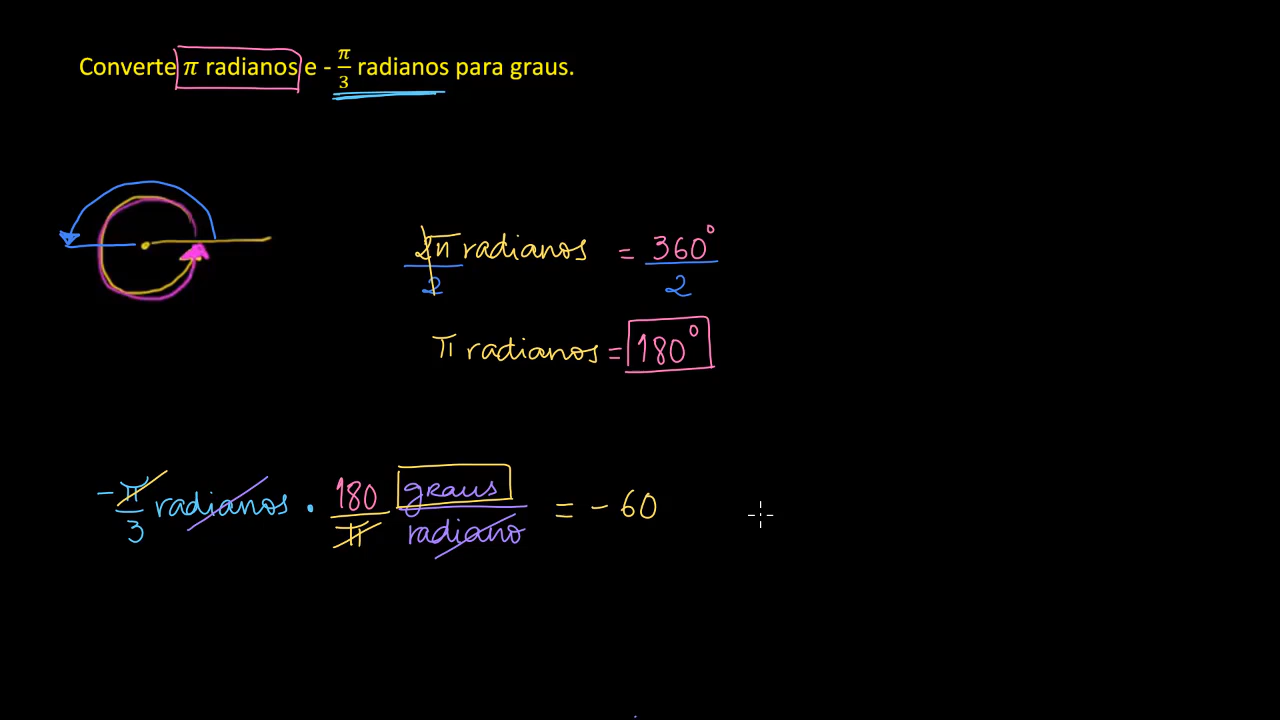 Converte π radianos e - π/3 radianos para graus.
2π radianos / 2 = 360° / 2
π radianos = 180°
-π/3 radianos · 180/π graus/radiano = -60